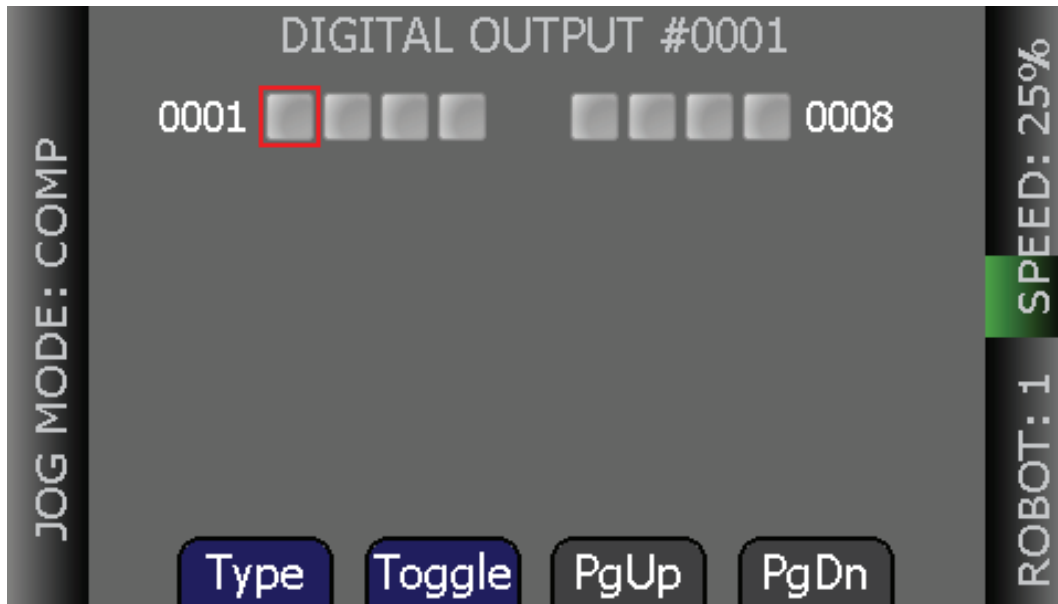 DIGITAL OUTPUT #0001
0001 0008
JOG MODE: COMP
SPEED: 25%
ROBOT: 1
Type Toggle PgUp PgDn